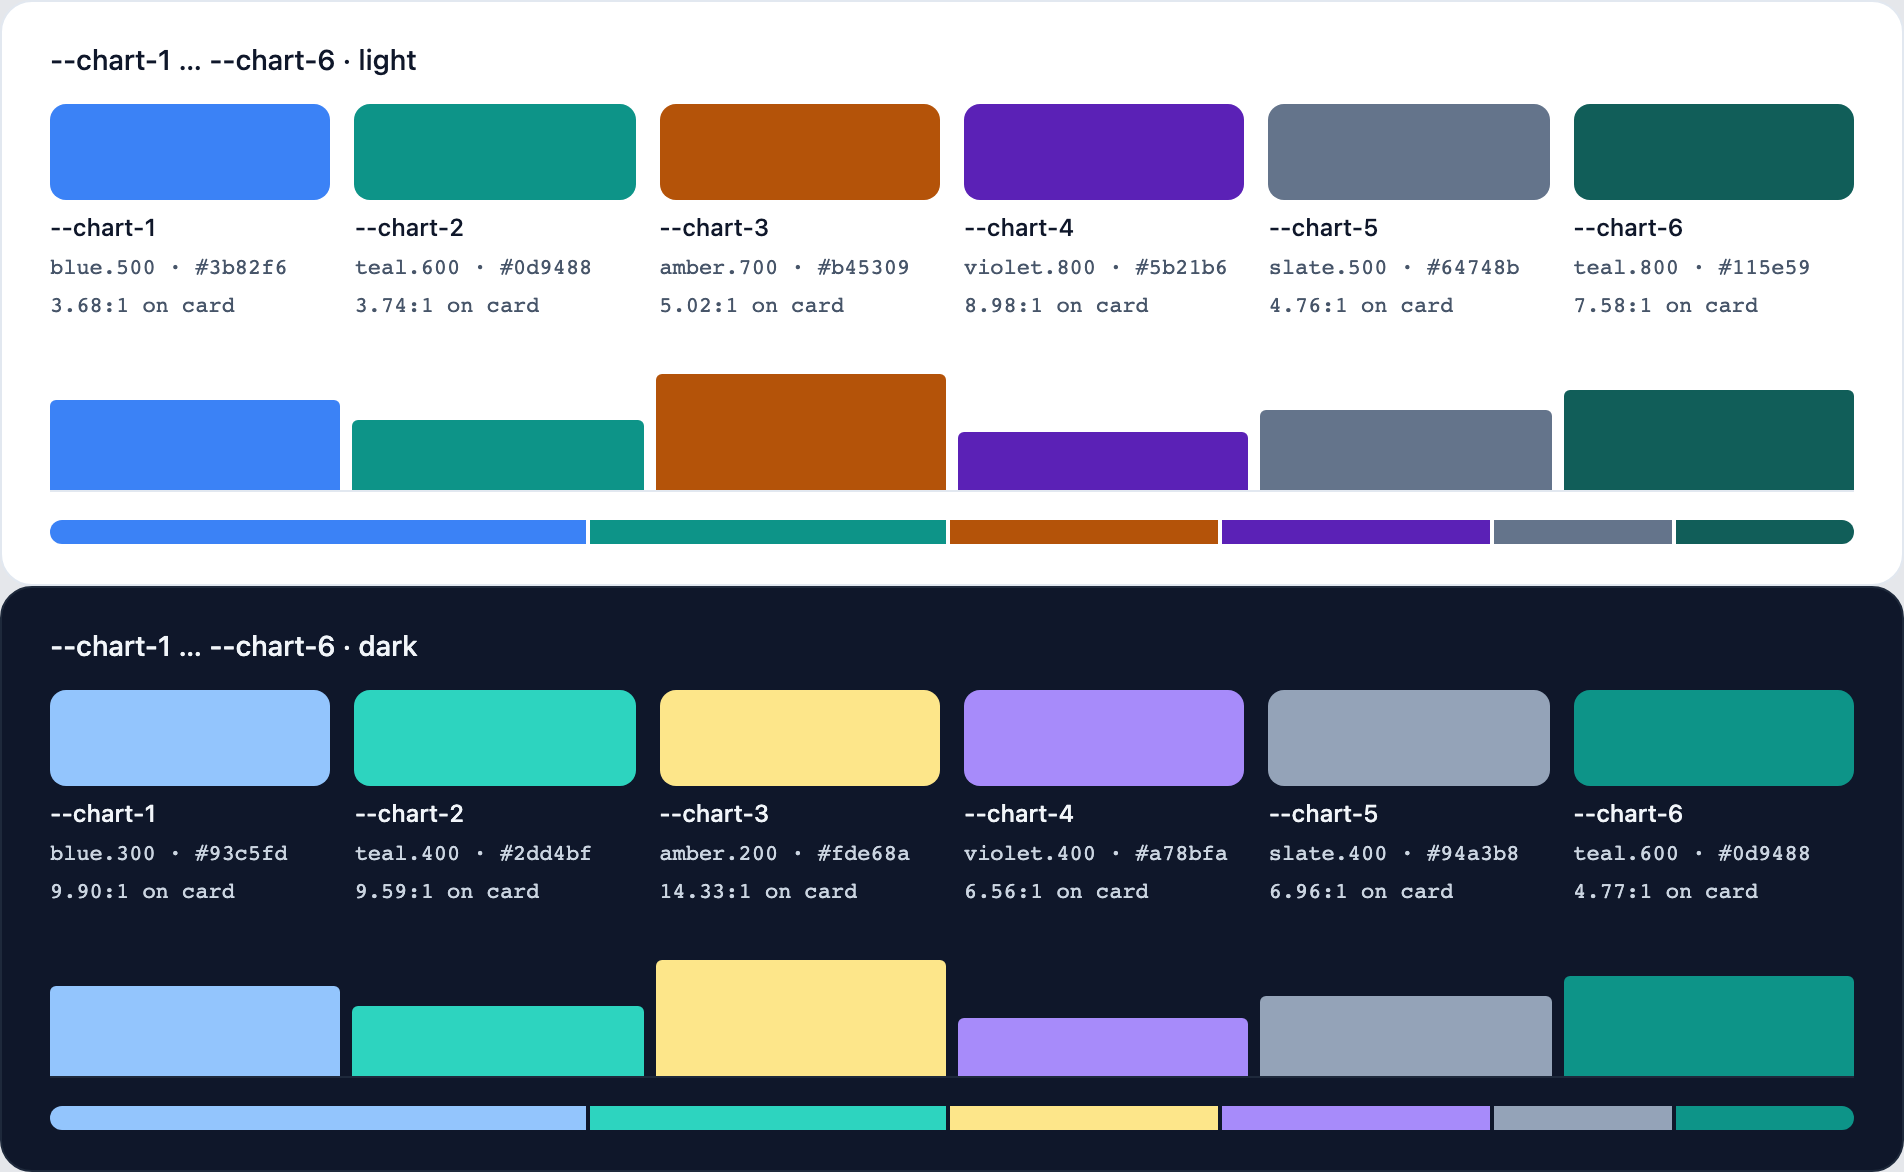 --chart-1 ... --chart-6 · light
--chart-1 --chart-2 --chart-3 --chart-4 --chart-5 --chart-6
blue.500 · #3b82f6 teal.600 · #0d9488 amber.700 · #b45309 violet.800 · #5b21b6 slate.500 · #64748b teal.800 · #115e59
3.68:1 on card 3.74:1 on card 5.02:1 on card 8.98:1 on card 4.76:1 on card 7.58:1 on card
--chart-1 ... --chart-6 · dark
--chart-1 --chart-2 --chart-3 --chart-4 --chart-5 --chart-6
blue.300 · #93c5fd teal.400 · #2dd4bf amber.200 · #fde68a violet.400 · #a78bfa slate.400 · #94a3b8 teal.600 · #0d9488
9.90:1 on card 9.59:1 on card 14.33:1 on card 6.56:1 on card 6.96:1 on card 4.77:1 on card